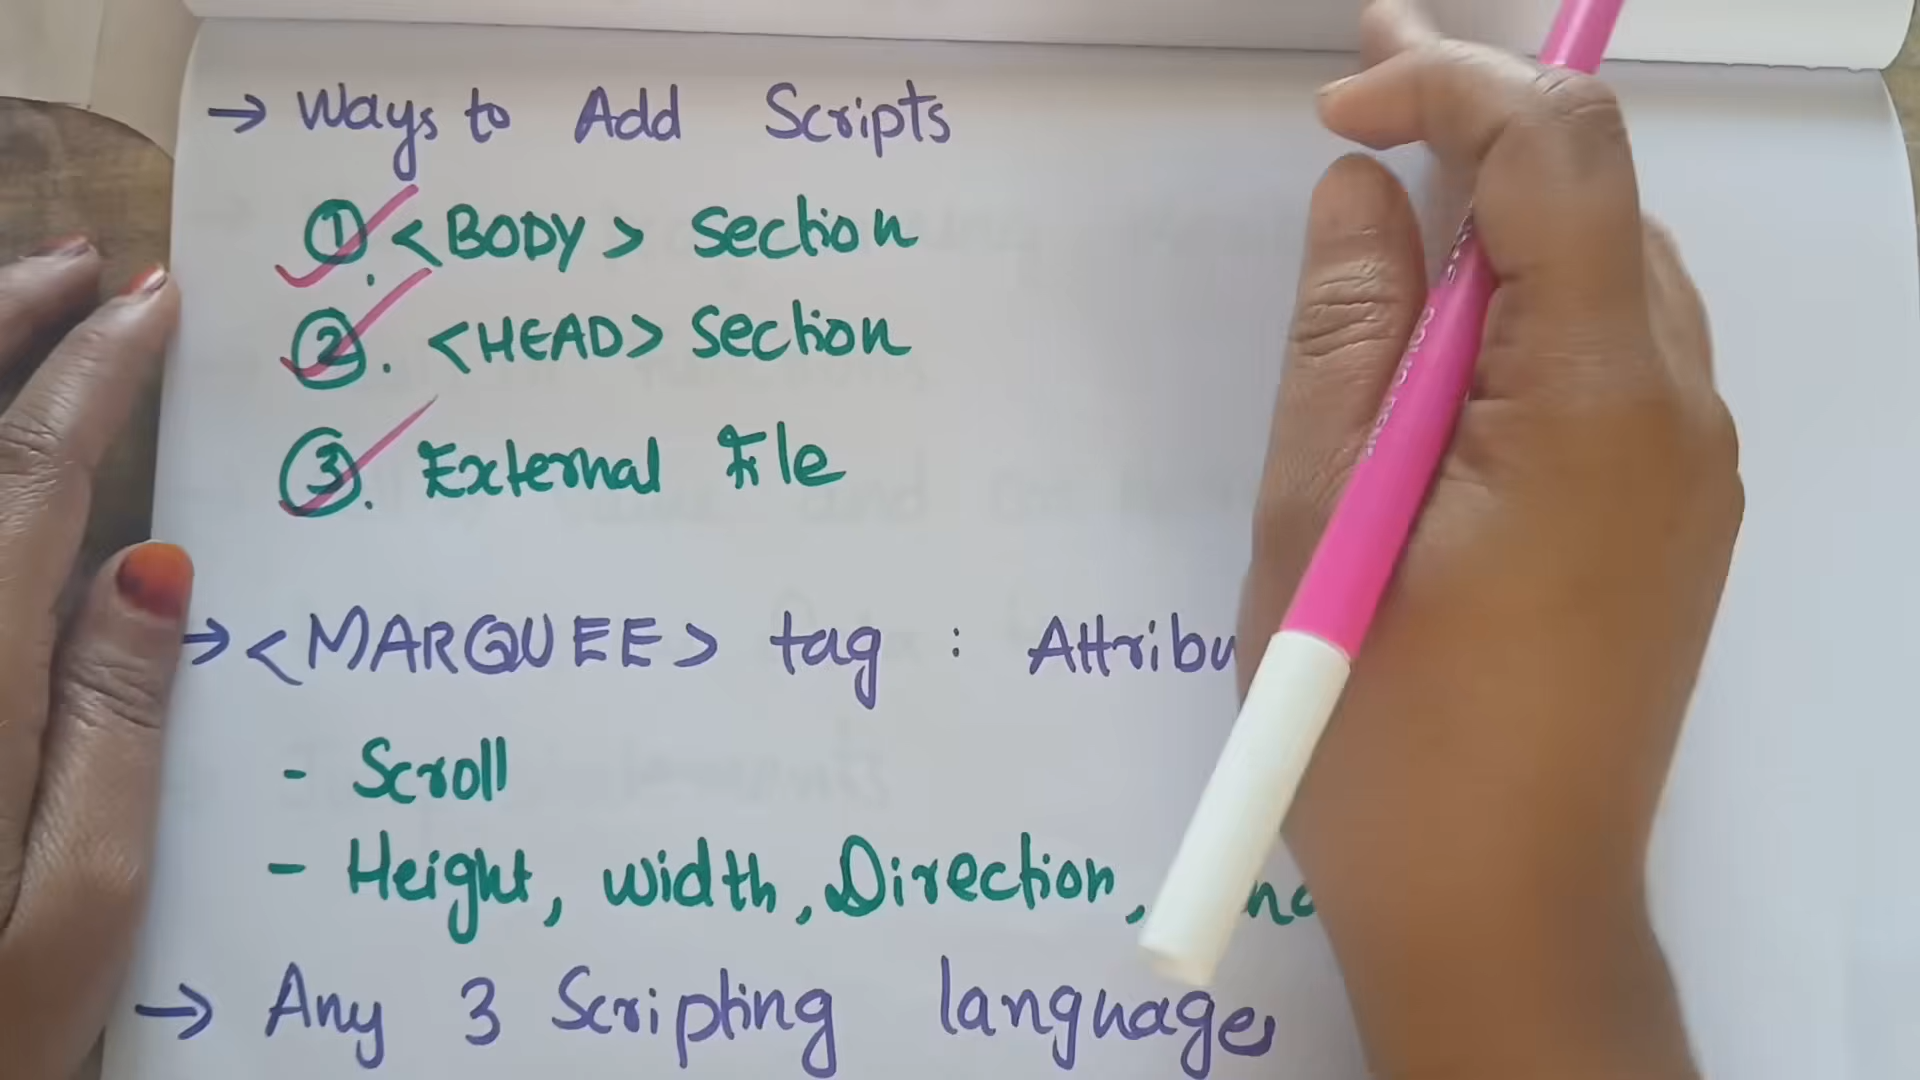 → Ways to Add Scripts
①. <BODY> section
②. <HEAD> section
③. External File
→ <MARQUEE> tag : Attribu
- Scroll
- Height, width, Direction,
→ Any 3 Scripting languages